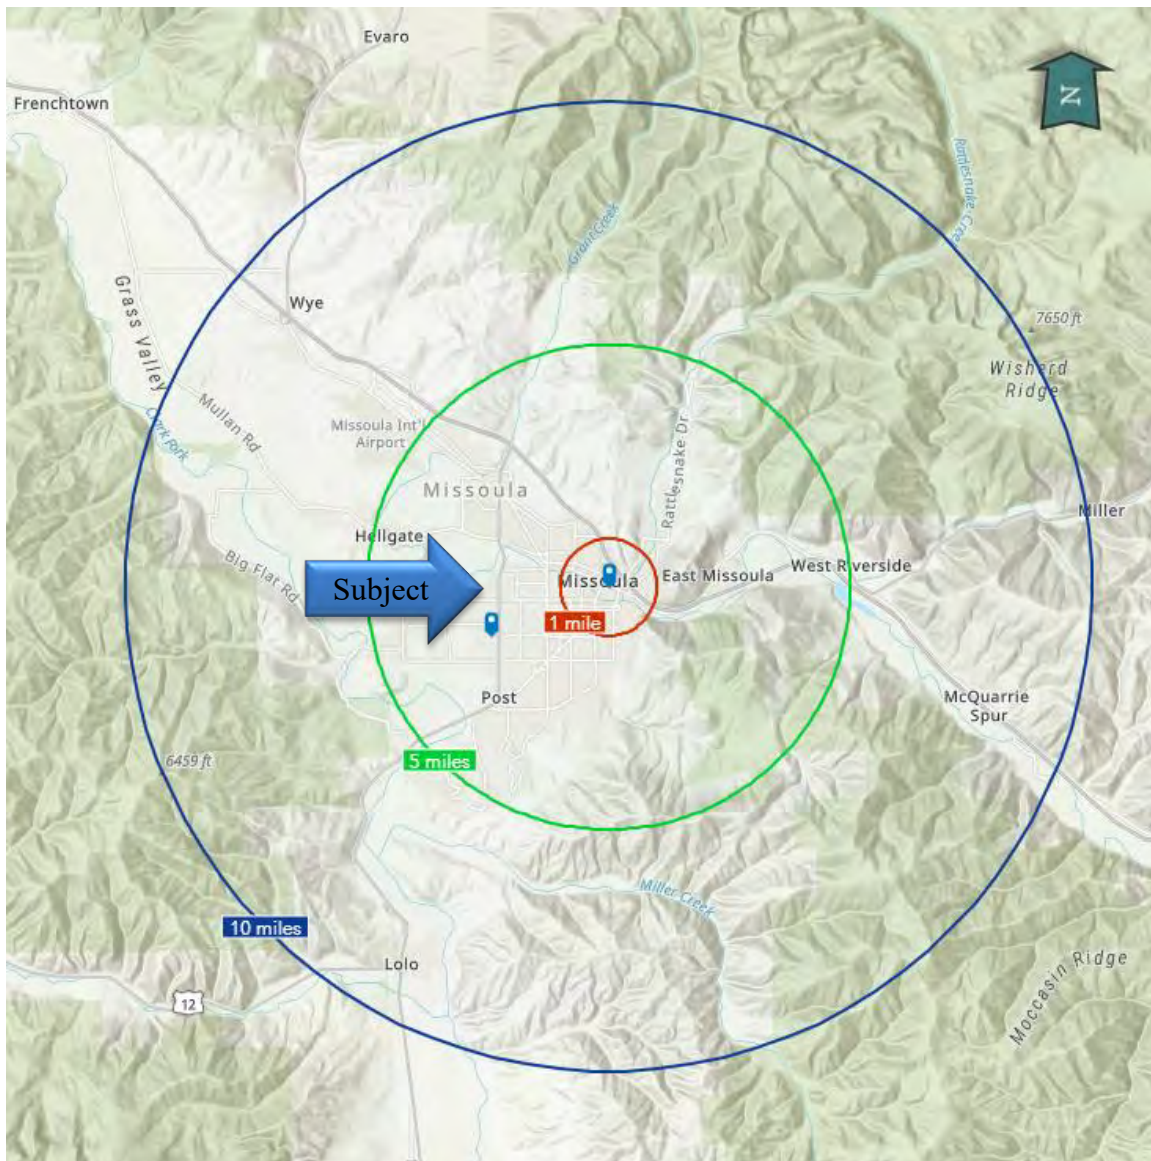 Evaro
Frenchtown
N
Rattlesnake Cree
Grant Creek
Grass Valley
Wye
7650 ft
Wisherd
Ridge
Mullan Rd
Missoula Int'l
Airport
Clark Fork
Rattlesnake Dr
Missoula
Miller
Hellgate
Big Flat Rd
Subject
Missoula
East Missoula
West Riverside
1 mile
Post
McQuarrie
Spur
6459 ft
5 miles
Miller Creek
10 miles
Lolo
12
Moccasin Ridge